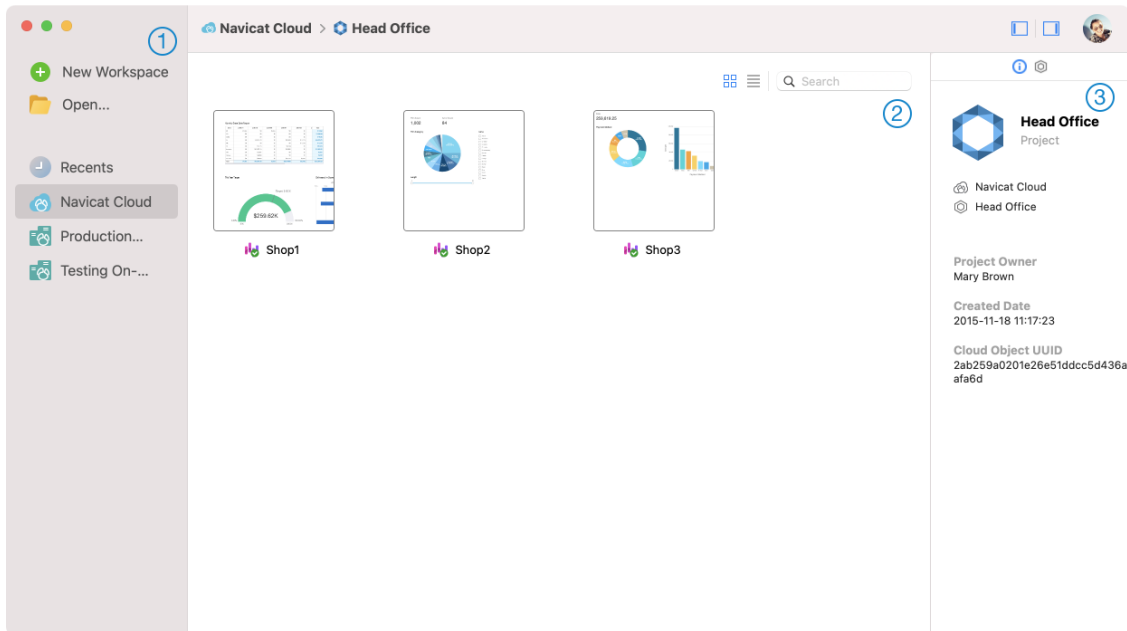 Navicat Cloud > Head Office
1
New Workspace
Open...
Recents
Navicat Cloud
Production...
Testing On-...
Search
2
$259.82K
Shop1
Shop2
Shop3
3
Head Office
Project
Navicat Cloud
Head Office
Project Owner
Mary Brown
Created Date
2015-11-18 11:17:23
Cloud Object UUID
2ab259a0201e26e51ddcc5d436a
afa6d